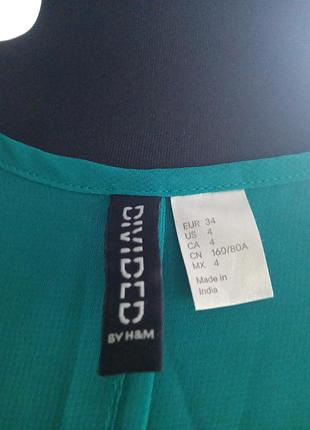 DIVIDED
BY H&M
EUR 34
US 4
CA 4
CN 160/80A
MX 4
Made in
India